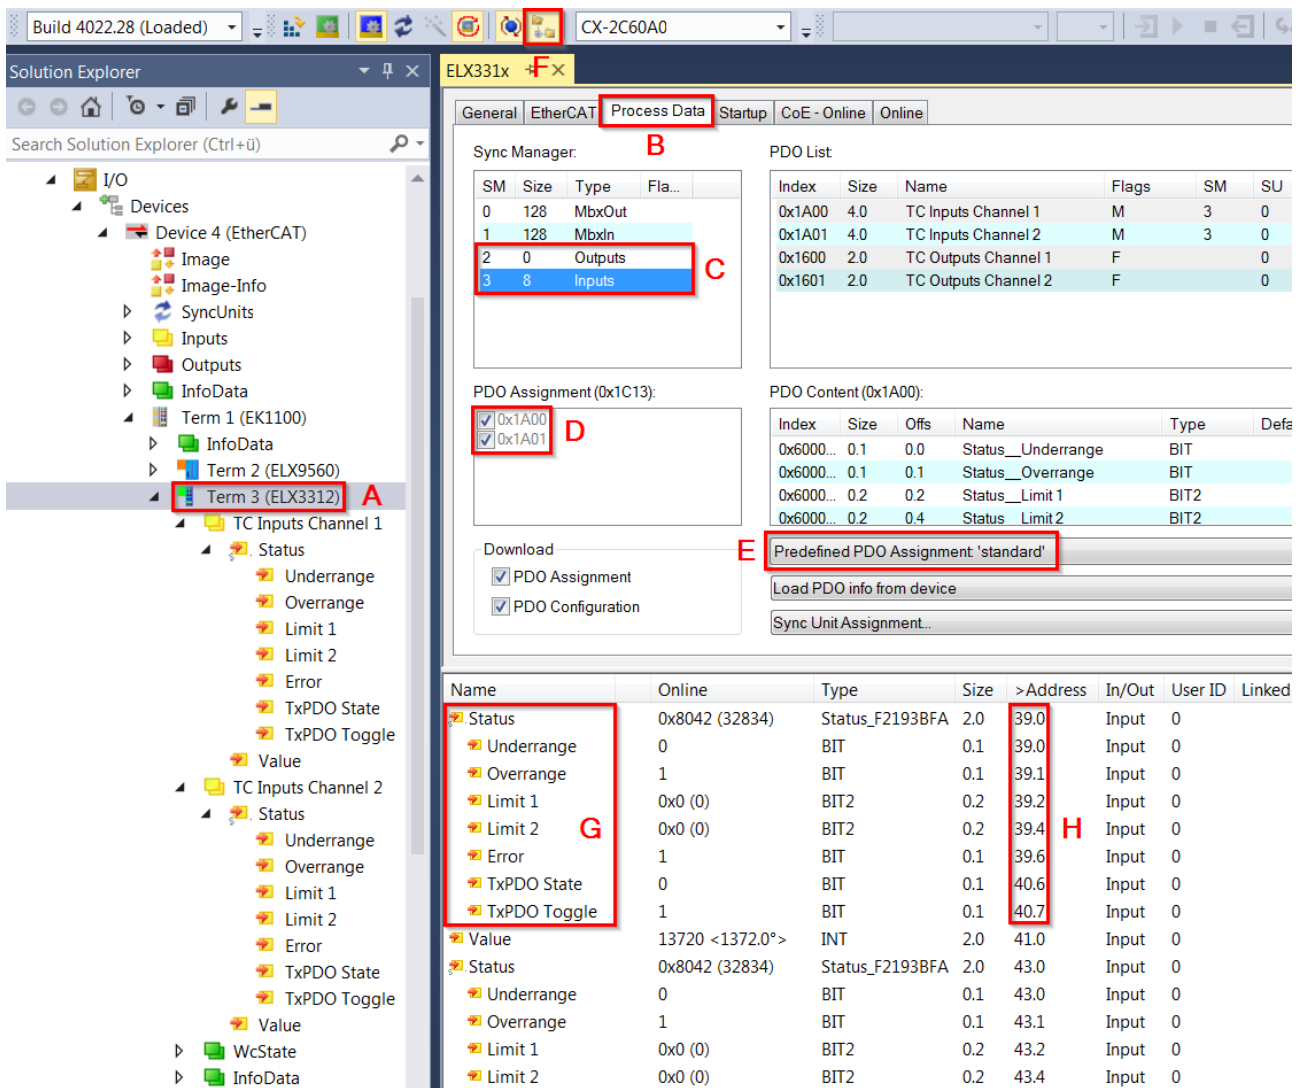 Build 4022.28 (Loaded)
CX-2C60A0
F
Solution Explorer
Search Solution Explorer (Ctrl+ü)
I/O
Devices
Device 4 (EtherCAT)
Image
Image-Info
SyncUnits
Inputs
Outputs
InfoData
Term 1 (EK1100)
InfoData
Term 2 (ELX9560)
Term 3 (ELX3312)
A
TC Inputs Channel 1
Status
Underrange
Overrange
Limit 1
Limit 2
Error
TxPDO State
TxPDO Toggle
Value
TC Inputs Channel 2
Status
Underrange
Overrange
Limit 1
Limit 2
Error
TxPDO State
TxPDO Toggle
Value
WcState
InfoData
ELX331x
General EtherCAT Process Data Startup CoE - Online Online
B
Sync Manager:
SM Size Type Fla...
0 128 MbxOut
1 128 MbxIn
2 0 Outputs
3 8 Inputs
C
PDO List:
Index Size Name Flags SM SU
0x1A00 4.0 TC Inputs Channel 1 M 3 0
0x1A01 4.0 TC Inputs Channel 2 M 3 0
0x1600 2.0 TC Outputs Channel 1 F 0
0x1601 2.0 TC Outputs Channel 2 F 0
PDO Assignment (0x1C13):
0x1A00
0x1A01
D
PDO Content (0x1A00):
Index Size Offs Name Type Defa
0x6000... 0.1 0.0 Status__Underrange BIT
0x6000... 0.1 0.1 Status__Overrange BIT
0x6000... 0.2 0.2 Status__Limit 1 BIT2
0x6000... 0.2 0.4 Status__Limit 2 BIT2
Download
PDO Assignment
PDO Configuration
E
Predefined PDO Assignment: 'standard'
Load PDO info from device
Sync Unit Assignment...
Name Online Type Size >Address In/Out User ID Linked
Status 0x8042 (32834) Status_F2193BFA 2.0 39.0 Input 0
Underrange 0 BIT 0.1 39.0 Input 0
Overrange 1 BIT 0.1 39.1 Input 0
Limit 1 0x0 (0) BIT2 0.2 39.2 Input 0
Limit 2 0x0 (0) BIT2 0.2 39.4 Input 0
G
H
Error 1 BIT 0.1 39.6 Input 0
TxPDO State 0 BIT 0.1 40.6 Input 0
TxPDO Toggle 1 BIT 0.1 40.7 Input 0
Value 13720 <1372.0°> INT 2.0 41.0 Input 0
Status 0x8042 (32834) Status_F2193BFA 2.0 43.0 Input 0
Underrange 0 BIT 0.1 43.0 Input 0
Overrange 1 BIT 0.1 43.1 Input 0
Limit 1 0x0 (0) BIT2 0.2 43.2 Input 0
Limit 2 0x0 (0) BIT2 0.2 43.4 Input 0